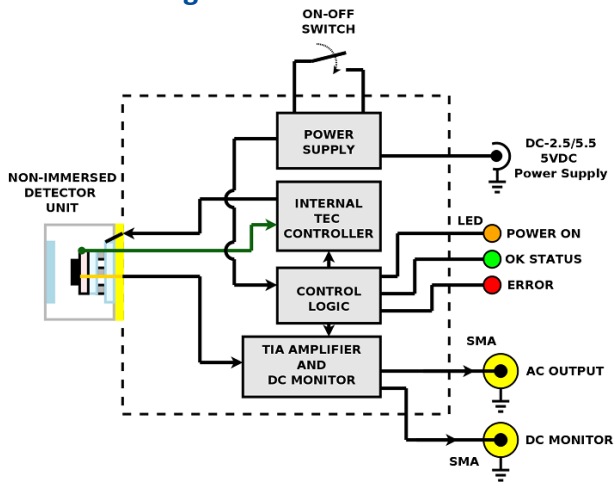 ON-OFF
SWITCH
POWER
SUPPLY
DC-2.5/5.5
5VDC
Power Supply
NON-IMMERSED
DETECTOR
UNIT
INTERNAL
TEC
CONTROLLER
LED
POWER ON
OK STATUS
ERROR
CONTROL
LOGIC
TIA AMPLIFIER
AND
DC MONITOR
SMA
AC OUTPUT
DC MONITOR
SMA